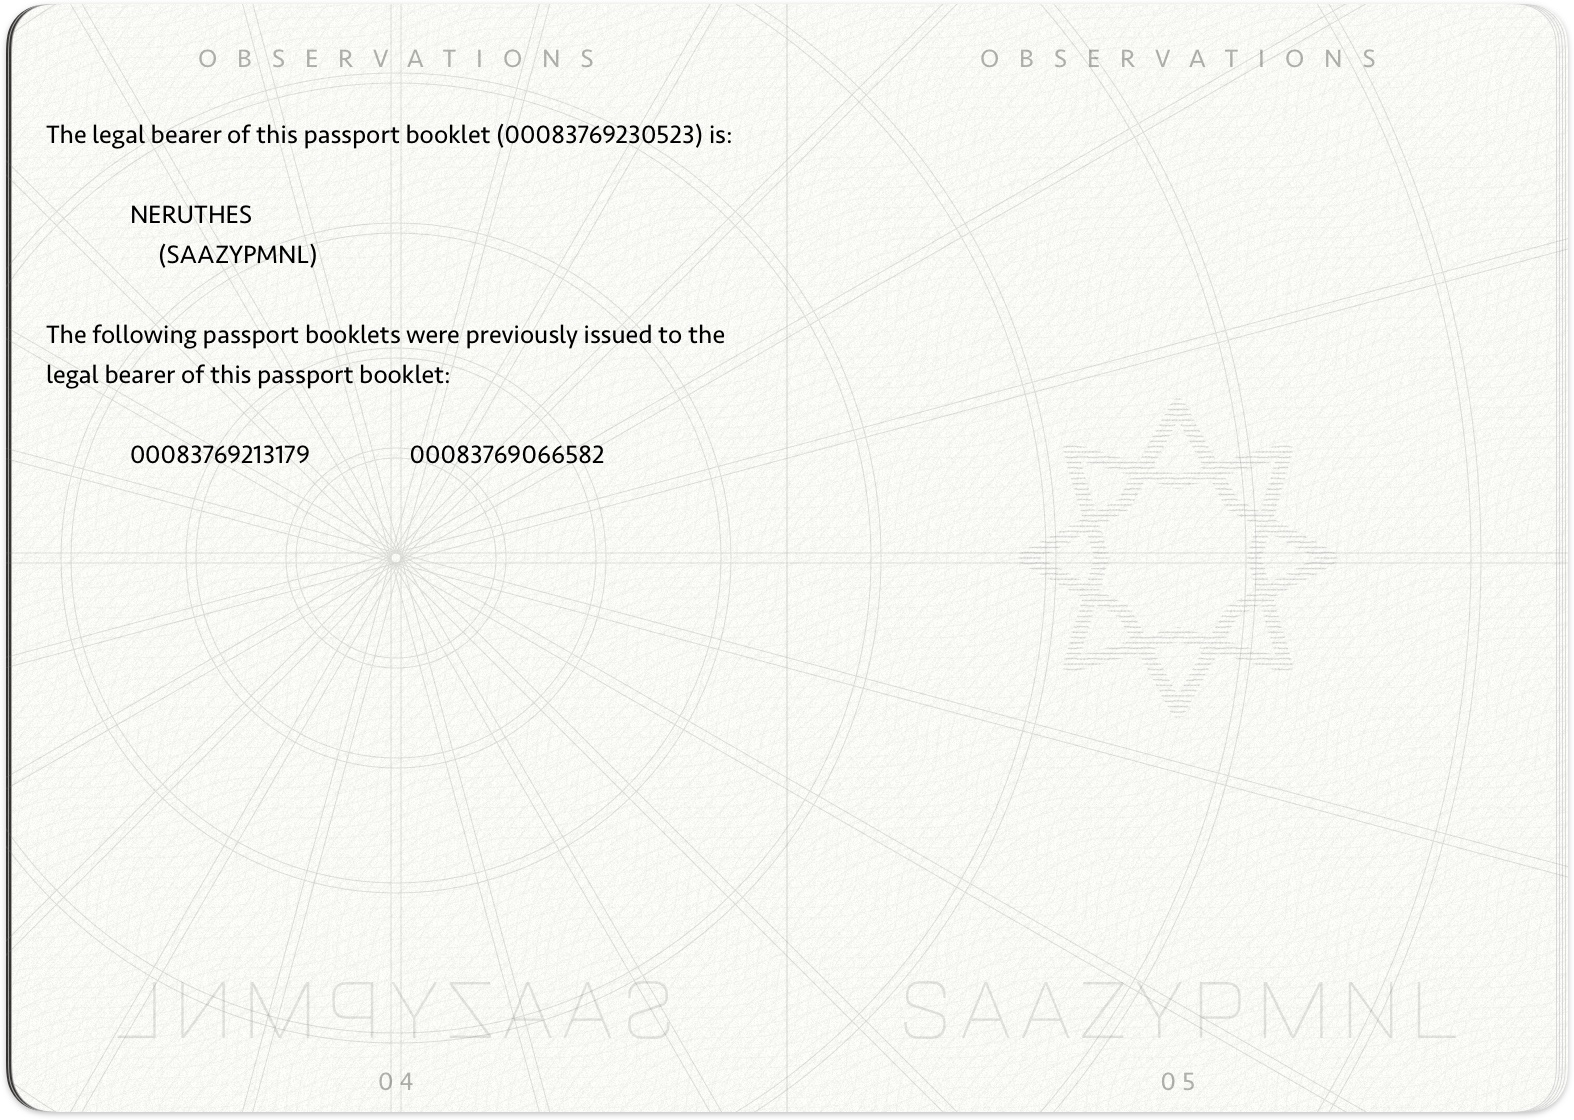 OBSERVATIONS
The legal bearer of this passport booklet (00083769230523) is:
NERUTHES
(SAAZYPMNL)
The following passport booklets were previously issued to the
legal bearer of this passport booklet:
00083769213179 00083769066582
SAAZYPMNL
04
OBSERVATIONS
SAAZYPMNL
05